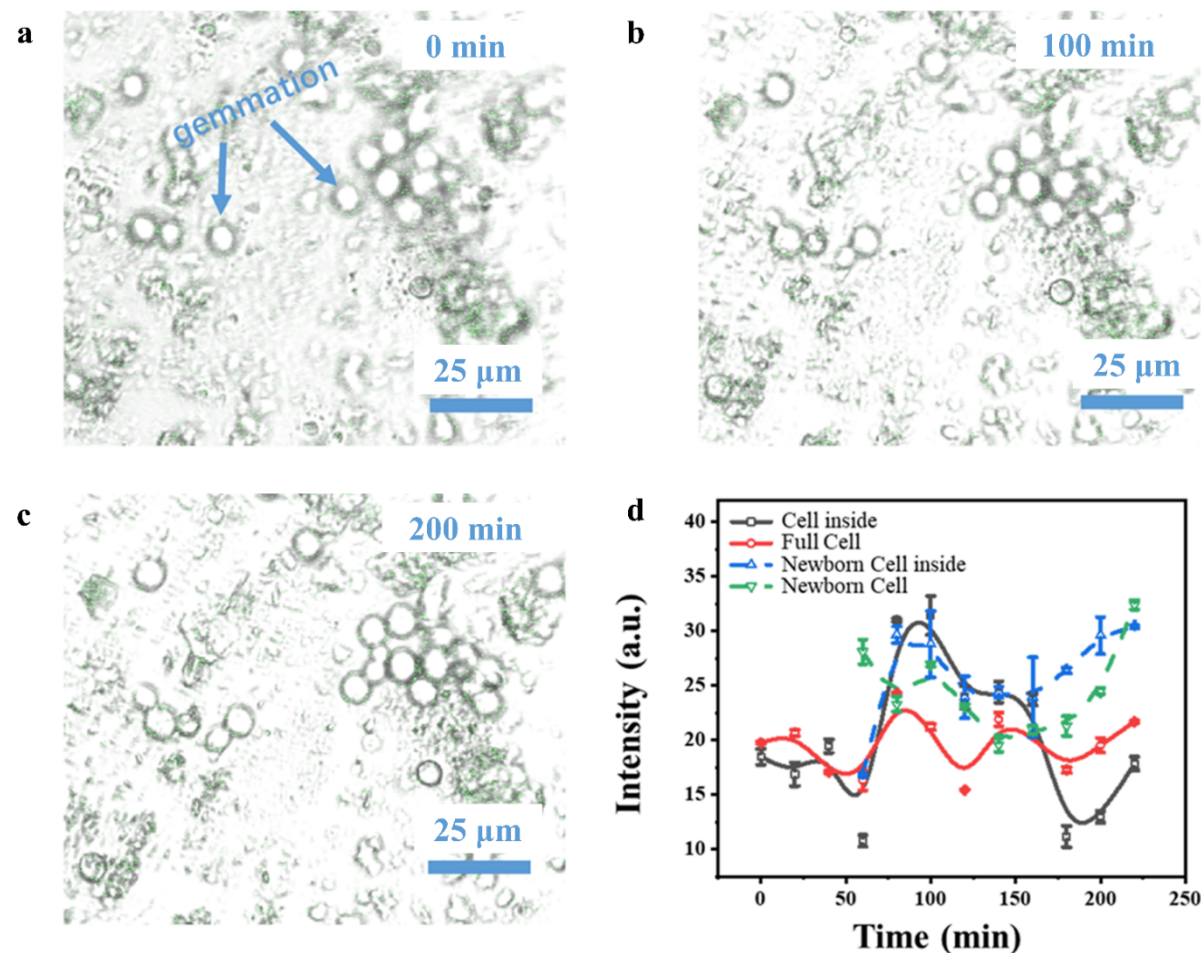 a
0 min
gemmation
25 μm
b
100 min
25 μm
c
200 min
25 μm
d
Cell inside
Full Cell
Newborn Cell inside
Newborn Cell
Intensity (a.u.)
40
35
30
25
20
15
10
0
50
100
150
200
250
Time (min)